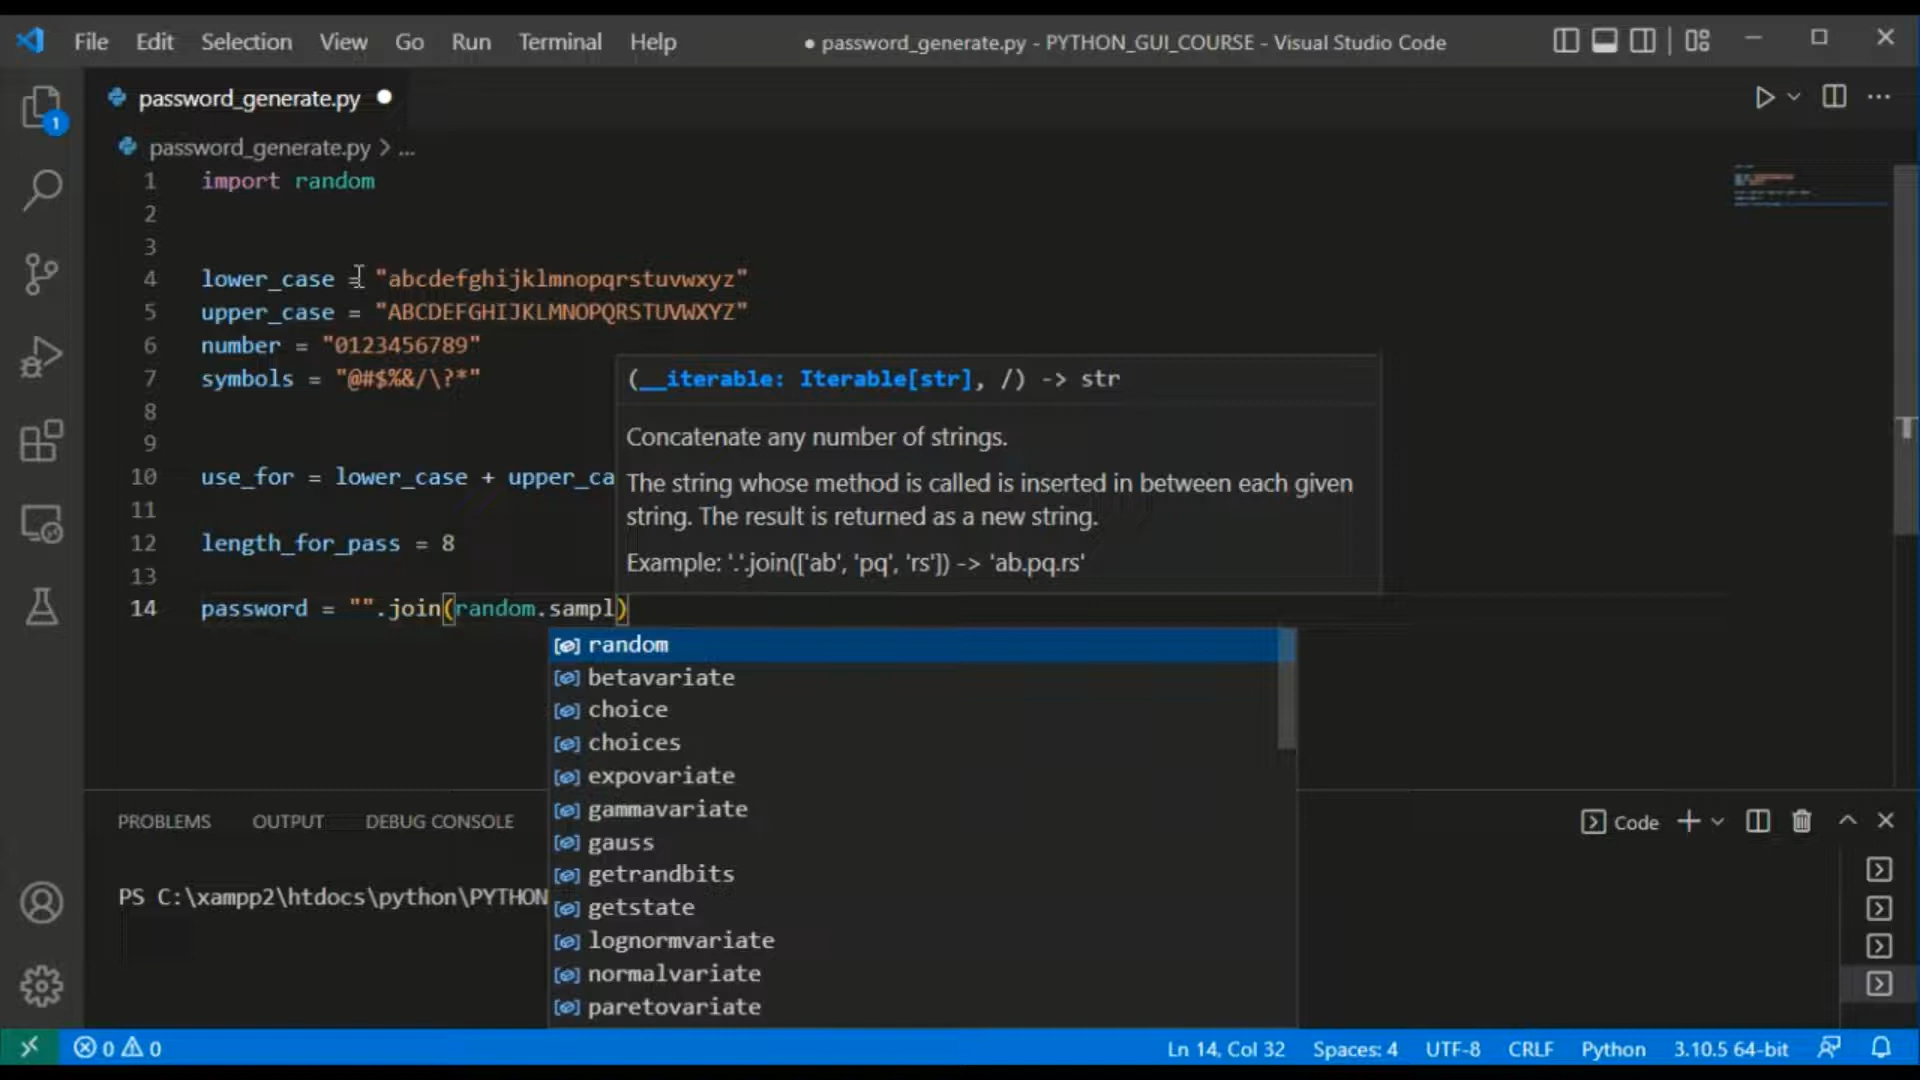 File Edit Selection View Go Run Terminal Help ● password_generate.py - PYTHON_GUI_COURSE - Visual Studio Code
password_generate.py ●
1
password_generate.py > ...
1 import random
2
3
4 lower_case = "abcdefghijklmnopqrstuvwxyz"
5 upper_case = "ABCDEFGHIJKLMNOPQRSTUVWXYZ"
6 number = "0123456789"
7 symbols = "@#$%&/\?*"
8
9
10 use_for = lower_case + upper_ca
11
12 length_for_pass = 8
13
14 password = "".join(random.sampl)
(__iterable: Iterable[str], /) -> str
Concatenate any number of strings.
The string whose method is called is inserted in between each given
string. The result is returned as a new string.
Example: '.'.join(['ab', 'pq', 'rs']) -> 'ab.pq.rs'
random
betavariate
choice
choices
expovariate
gammavariate
gauss
getrandbits
getstate
lognormvariate
normalvariate
paretovariate
PROBLEMS OUTPUT DEBUG CONSOLE
Code
PS C:\xampp2\htdocs\python\PYTHON
0 0
Ln 14, Col 32 Spaces: 4 UTF-8 CRLF Python 3.10.5 64-bit